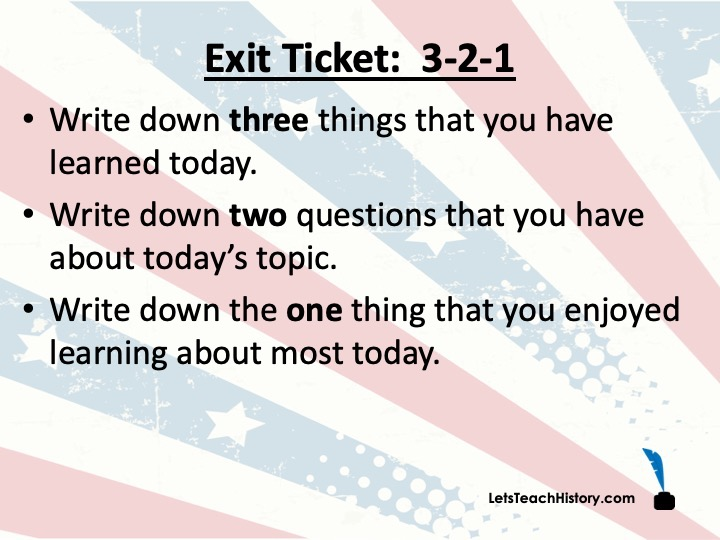 Exit Ticket:  3-2-1
• Write down three things that you have
learned today.
• Write down two questions that you have
about today’s topic.
• Write down the one thing that you enjoyed
learning about most today.
LetsTeachHistory.com